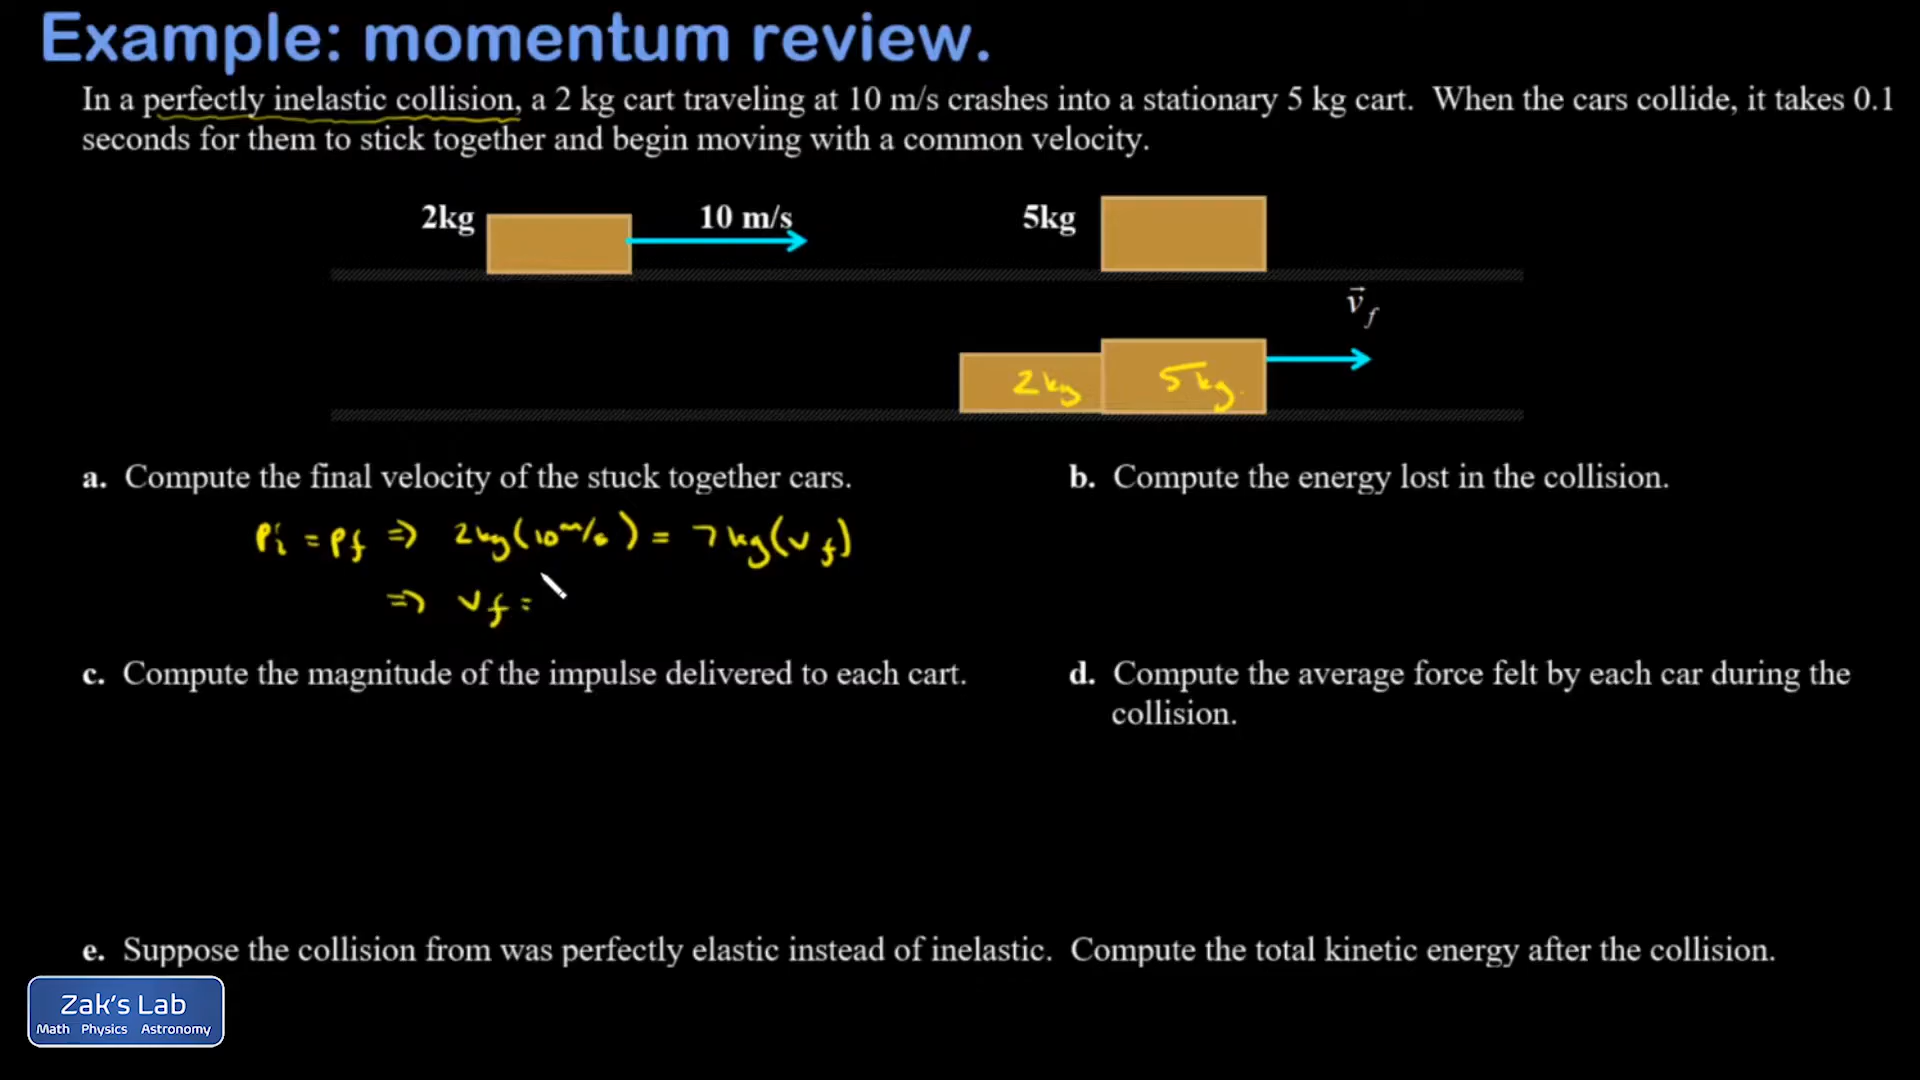 Example: momentum review.
In a perfectly inelastic collision, a 2 kg cart traveling at 10 m/s crashes into a stationary 5 kg cart. When the cars collide, it takes 0.1
seconds for them to stick together and begin moving with a common velocity.
2kg 10 m/s 5kg
v⃗f
2kg 5kg.
a. Compute the final velocity of the stuck together cars.
b. Compute the energy lost in the collision.
pi = pf ⇒ 2kg(10 m/s) = 7kg(vf)
⇒ vf =
c. Compute the magnitude of the impulse delivered to each cart.
d. Compute the average force felt by each car during the
collision.
e. Suppose the collision from was perfectly elastic instead of inelastic. Compute the total kinetic energy after the collision.
Zak's Lab
Math Physics Astronomy